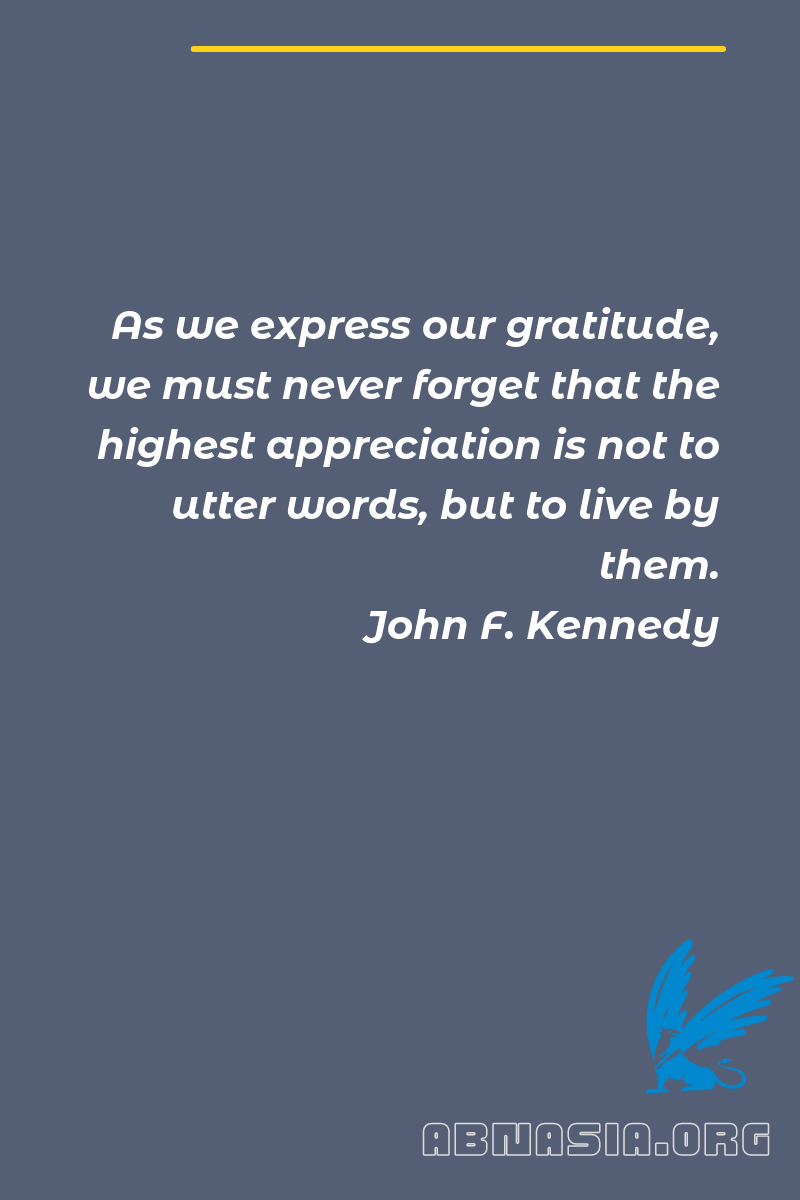 As we express our gratitude,
we must never forget that the
highest appreciation is not to
utter words, but to live by
them.
John F. Kennedy
ABNASIA.ORG